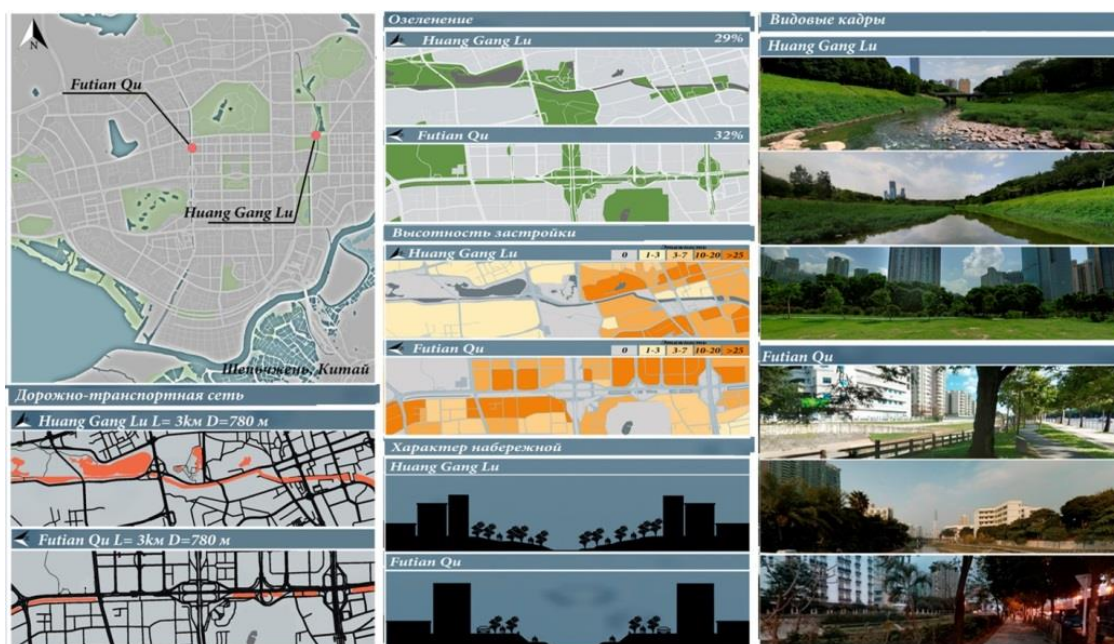 N
Futian Qu
Huang Gang Lu
Шеньчжень, Китай
Дорожно-транспортная сеть
Huang Gang Lu L= 3км D=780 м
Futian Qu L= 3км D=780 м
Озеленение
Huang Gang Lu 29%
Futian Qu 32%
Высотность застройки
Huang Gang Lu 0 1-3 3-7 10-20 >25
Futian Qu 0 1-3 3-7 10-20 >25
Характер набережной
Huang Gang Lu
Futian Qu
Видовые кадры
Huang Gang Lu
Futian Qu